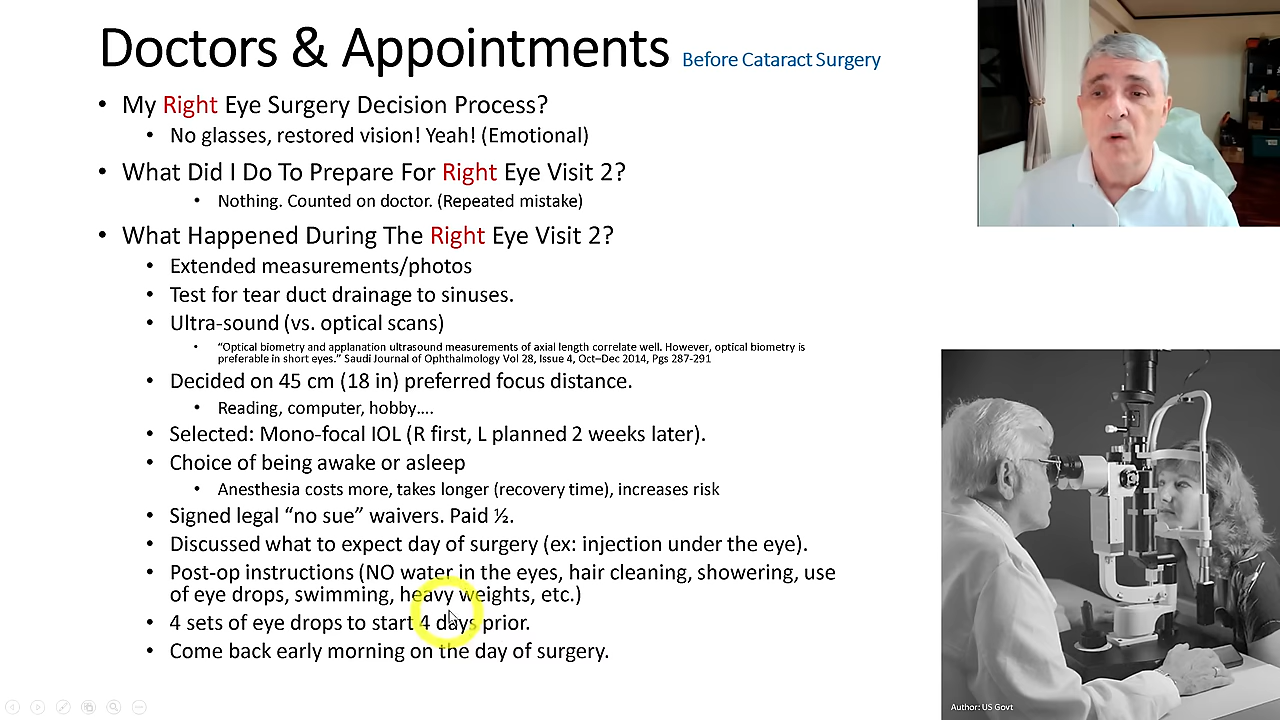 Doctors & Appointments Before Cataract Surgery
• My Right Eye Surgery Decision Process?
• No glasses, restored vision! Yeah! (Emotional)
• What Did I Do To Prepare For Right Eye Visit 2?
• Nothing. Counted on doctor. (Repeated mistake)
• What Happened During The Right Eye Visit 2?
• Extended measurements/photos
• Test for tear duct drainage to sinuses.
• Ultra-sound (vs. optical scans)
• “Optical biometry and applanation ultrasound measurements of axial length correlate well. However, optical biometry is
preferable in short eyes.” Saudi Journal of Ophthalmology Vol 28, Issue 4, Oct–Dec 2014, Pgs 287-291
• Decided on 45 cm (18 in) preferred focus distance.
• Reading, computer, hobby….
• Selected: Mono-focal IOL (R first, L planned 2 weeks later).
• Choice of being awake or asleep
• Anesthesia costs more, takes longer (recovery time), increases risk
• Signed legal “no sue” waivers. Paid ½.
• Discussed what to expect day of surgery (ex: injection under the eye).
• Post-op instructions (NO water in the eyes, hair cleaning, showering, use
of eye drops, swimming, heavy weights, etc.)
• 4 sets of eye drops to start 4 days prior.
• Come back early morning on the day of surgery.
Author: US Govt